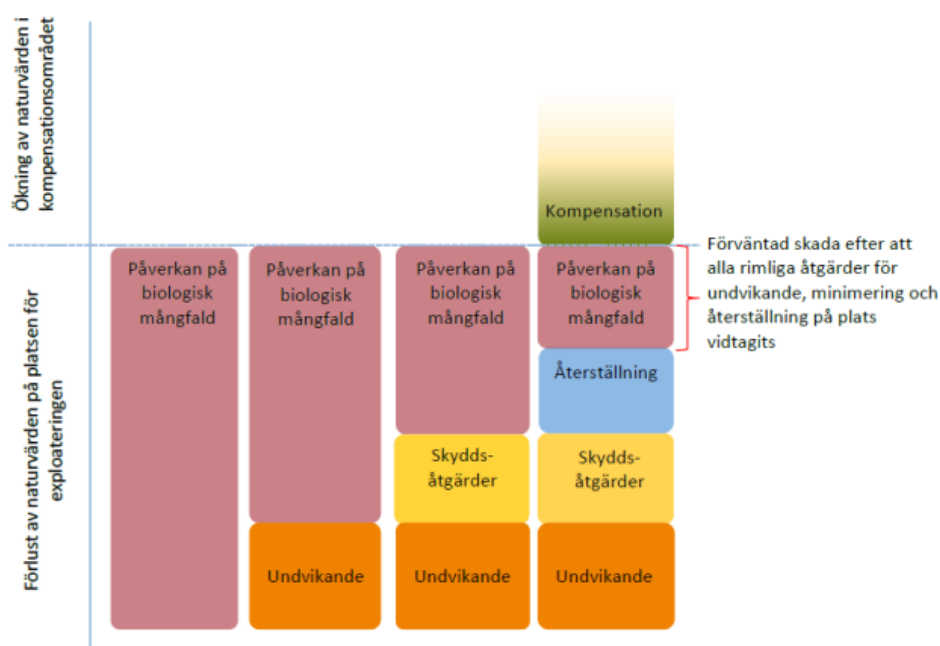 Ökning av naturvärden i
kompensationsområdet
Kompensation
Påverkan på
biologisk
mångfald
Påverkan på
biologisk
mångfald
Påverkan på
biologisk
mångfald
Påverkan på
biologisk
mångfald
Förväntad skada efter att
alla rimliga åtgärder för
undvikande, minimering och
återställning på plats
vidtagits
Återställning
Förlust av naturvärden på platsen för
exploateringen
Skydds-
åtgärder
Skydds-
åtgärder
Undvikande
Undvikande
Undvikande